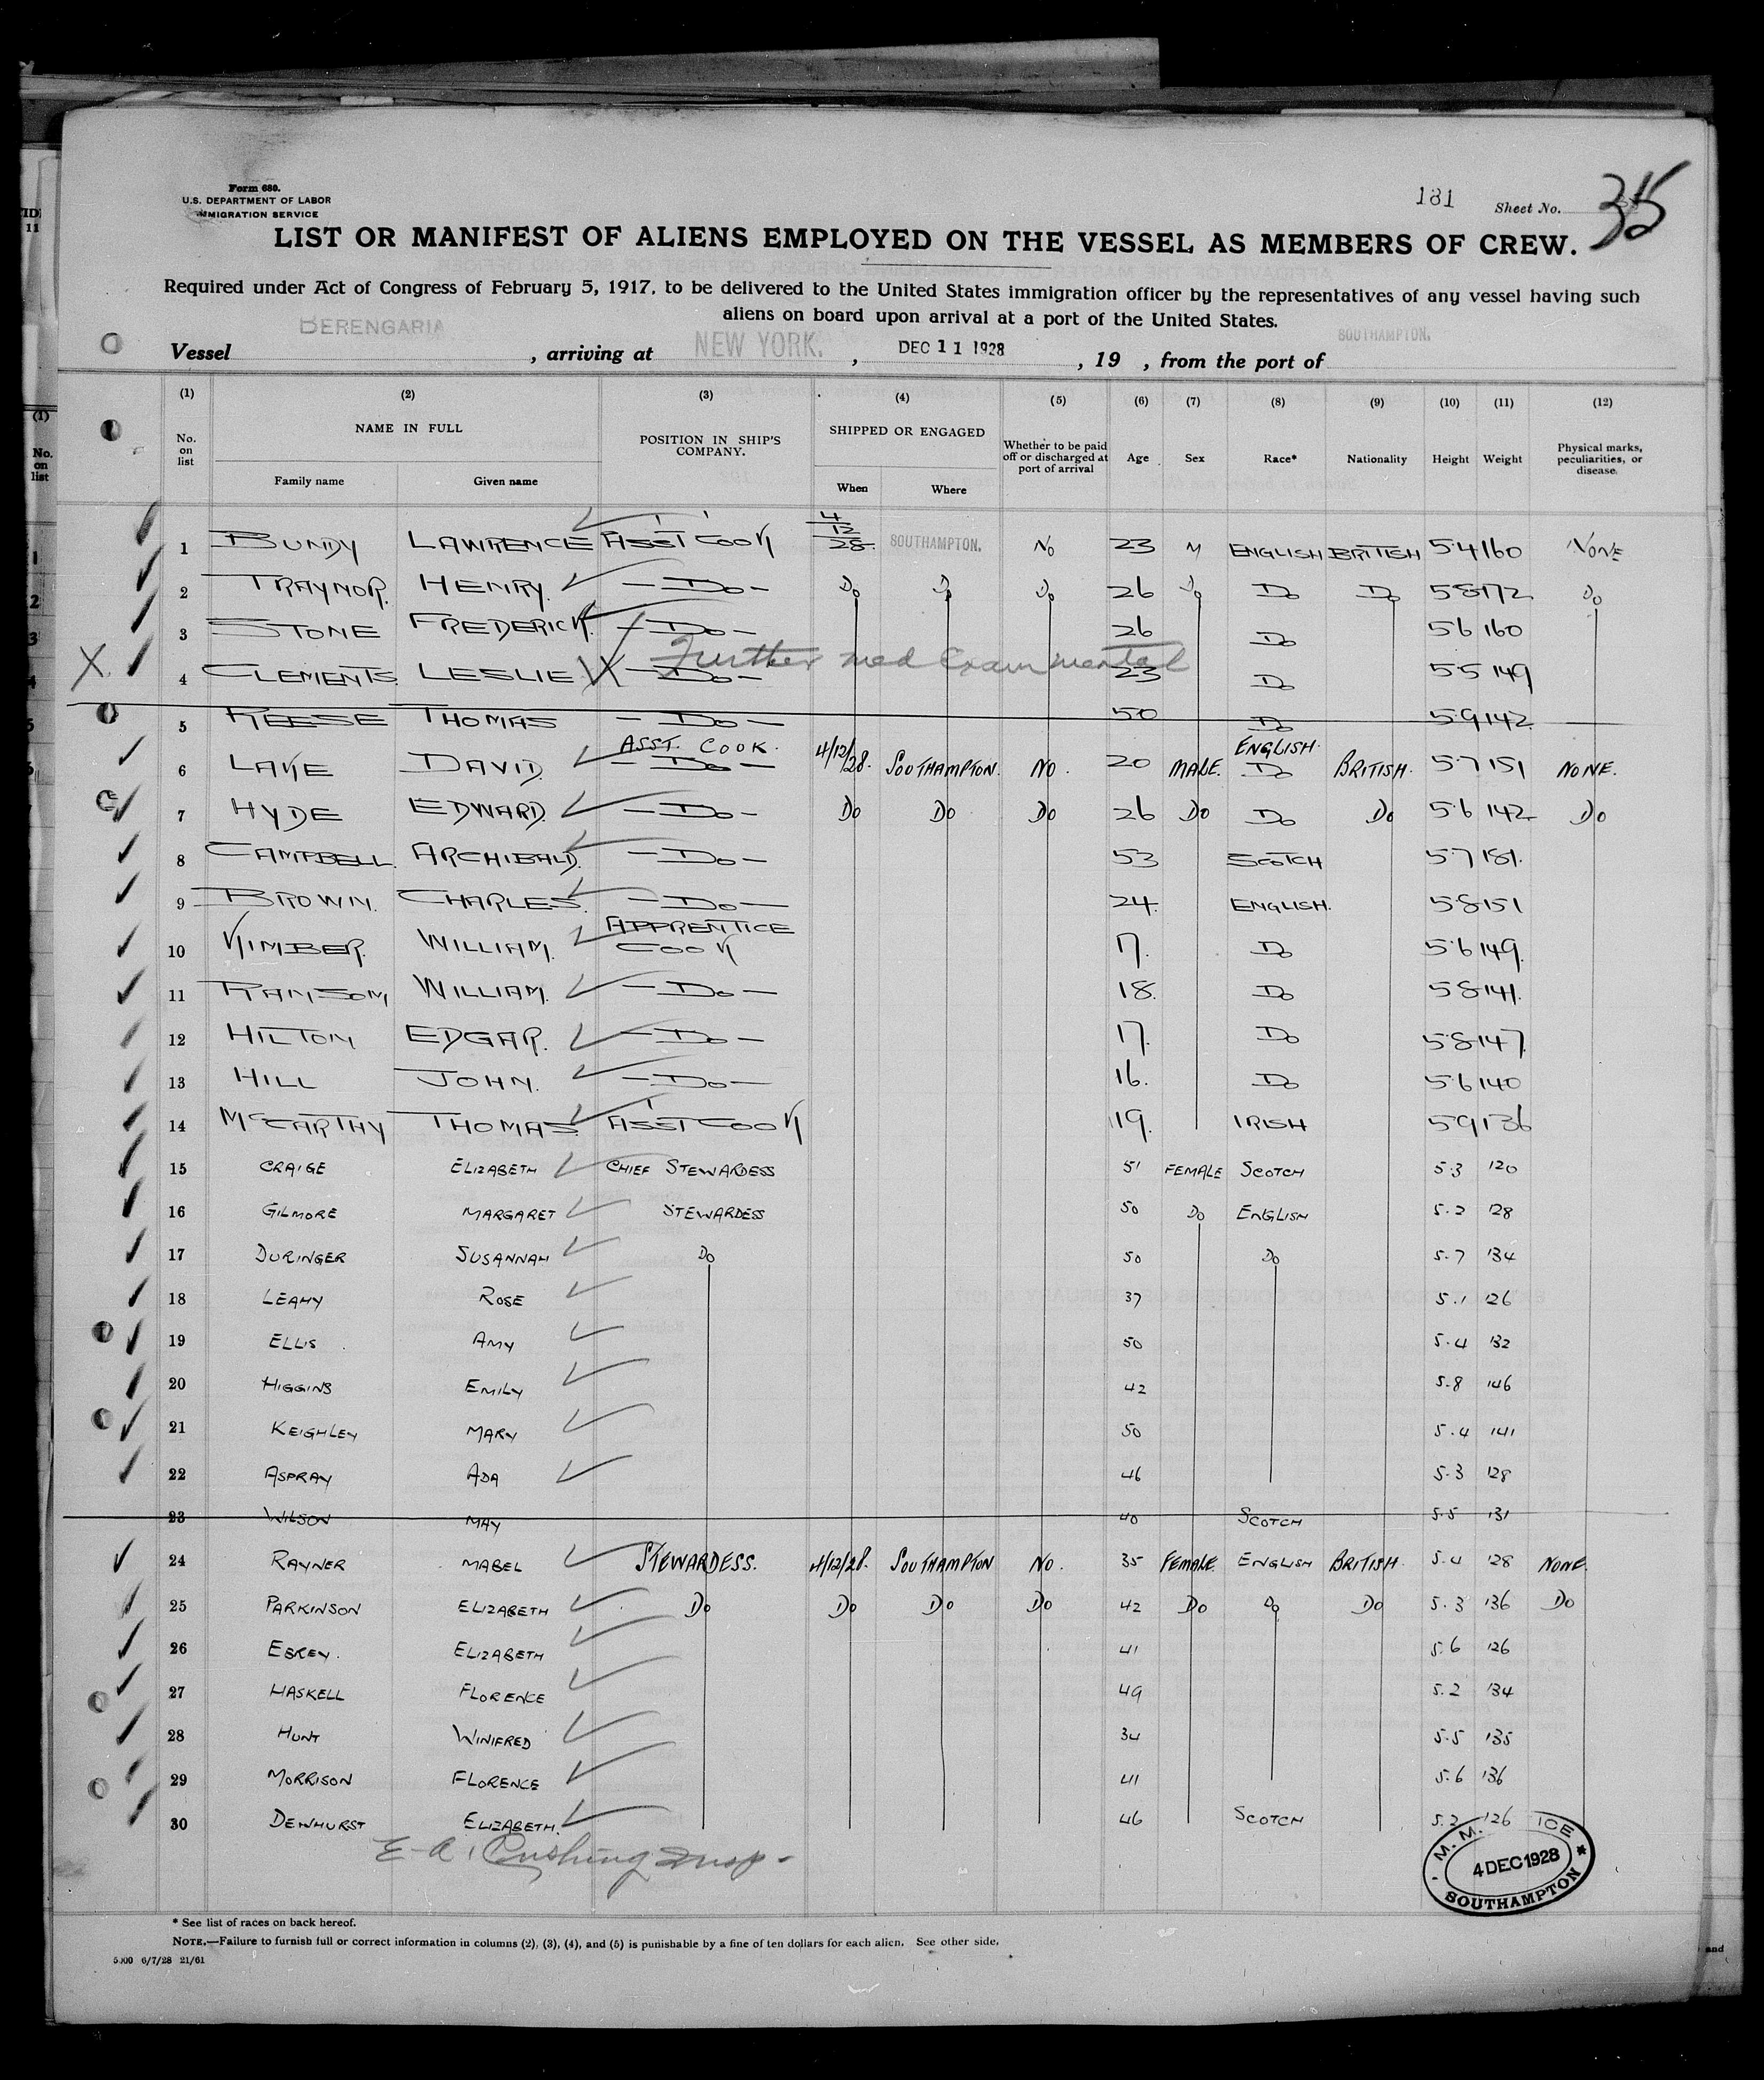 Form 680.
U.S. DEPARTMENT OF LABOR
IMMIGRATION SERVICE
181 Sheet No. 35
LIST OR MANIFEST OF ALIENS EMPLOYED ON THE VESSEL AS MEMBERS OF CREW.
Required under Act of Congress of February 5, 1917, to be delivered to the United States immigration officer by the representatives of any vessel having such
aliens on board upon arrival at a port of the United States.
Vessel BERENGARIA, arriving at NEW YORK., DEC 11 1928, 19 , from the port of SOUTHAMPTON.
(1) (2) (3) (4) (5) (6) (7) (8) (9) (10) (11) (12)
No. on list NAME IN FULL POSITION IN SHIP'S COMPANY. SHIPPED OR ENGAGED Whether to be paid off or discharged at port of arrival Age Sex Race* Nationality Height Weight Physical marks, peculiarities, or disease.
Family name Given name When Where
1 BUNDY LAWRENCE ASST COOK 4/12/28. SOUTHAMPTON. NO 23 M ENGLISH BRITISH 5.4 160 NONE
2 TRAYNOR. HENRY. — Do — Do Do Do 26 Do Do Do 5.8 172 Do
3 STONE FREDERICK. — Do — 26 Do 5.6 160
Further med Exam mental
4 CLEMENTS. LESLIE — Do — 23 Do 5.5 149
5 REESE THOMAS — Do — 50 Do 5.9 142
6 LAKE DAVID ASST. COOK. — Do — 4/12/28. SOUTHAMPTON. NO. 20 MALE. ENGLISH. Do BRITISH. 5.7 151 NONE.
7 HYDE EDWARD. — Do — Do Do Do 26 Do Do Do 5.6 142 Do
8 CAMPBELL. ARCHIBALD. — Do — 53 SCOTCH 5.7 181.
9 BROWN. CHARLES. — Do — 24. ENGLISH. 5.8 151
10 KIMBER. WILLIAM. APPRENTICE COOK 17. Do 5.6 149.
11 RANSOM WILLIAM. — Do — 18. Do 5.8 141.
12 HILTON EDGAR. — Do — 17. Do 5.8 147.
13 HILL JOHN. — Do — 16. Do 5.6 140
14 McCARTHY THOMAS. ASST COOK 19. IRISH 5.9 136
15 CRAIGE ELIZABETH CHIEF STEWARDESS 51 FEMALE SCOTCH 5.3 120
16 GILMORE MARGARET STEWARDESS 50 Do ENGLISH 5.2 128
17 DURINGER SUSANNAH Do 50 Do 5.7 134
18 LEAHY ROSE 37 5.1 126
19 ELLIS AMY 50 5.4 132
20 HIGGINS EMILY 42 5.8 146
21 KEIGHLEY MARY 50 5.4 141
22 ASPRAY ADA 46 5.3 128
23 WILSON MAY 40 SCOTCH 5.5 131
24 RAYNER MABEL STEWARDESS. 4/12/28. SOUTHAMPTON NO. 35 FEMALE. ENGLISH BRITISH. 5.4 128 NONE.
25 PARKINSON ELIZABETH Do Do Do Do 42 Do Do Do 5.3 136 Do
26 EBREY. ELIZABETH 41 5.6 126
27 HASKELL FLORENCE 49 5.2 134
28 HUNT WINIFRED 34 5.5 135
29 MORRISON FLORENCE 41 5.6 136
30 DEWHURST ELIZABETH. 46 SCOTCH 5.2 126
E. A. Cushing Insp.
M.M. ICE
4 DEC 1928
SOUTHAMPTON
* See list of races on back hereof.
NOTE.—Failure to furnish full or correct information in columns (2), (3), (4), and (5) is punishable by a fine of ten dollars for each alien. See other side.
5000 6/7/28 21/61